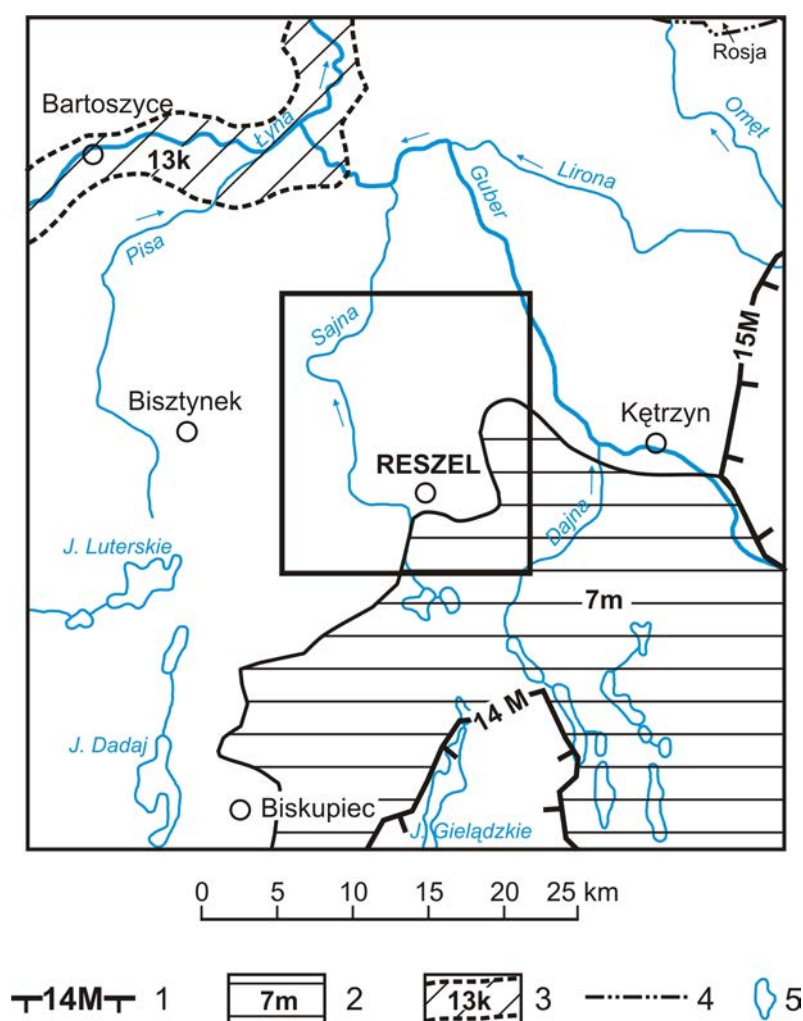 Rosja
Bartoszyce
Łyna
Omęt
13k
Guber
Lirona
Pisa
Sajna
15M
Bisztynek
Kętrzyn
RESZEL
Dajna
J. Luterskie
7m
14 M
J. Dadaj
Biskupiec
J. Gielądzkie
0 5 10 15 20 25 km
14M 1 7m 2 13k 3 4 5